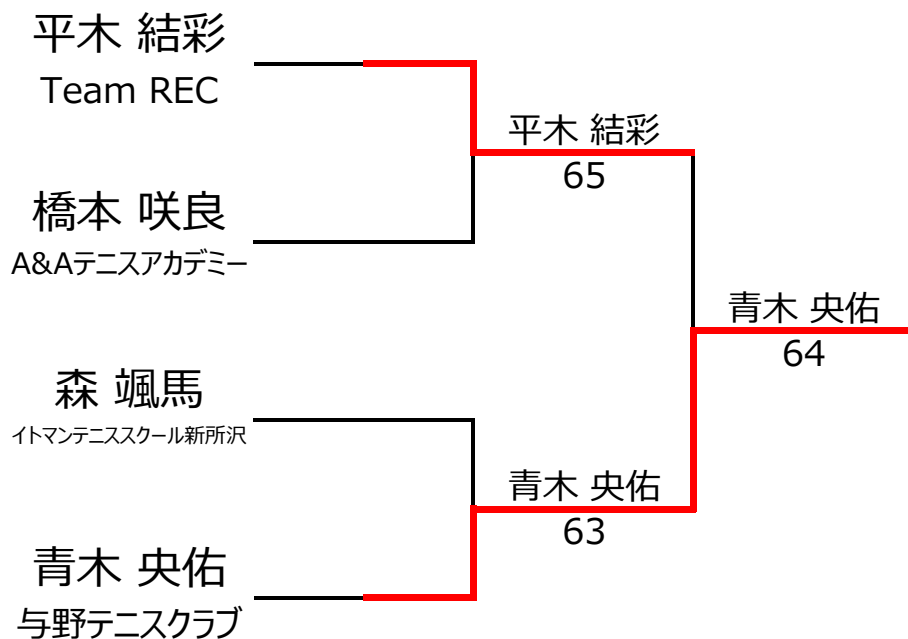 平木 結彩
Team REC
平木 結彩
65
橋本 咲良
A&Aテニスアカデミー
青木 央佑
64
森 颯馬
イトマンテニススクール新所沢
青木 央佑
63
青木 央佑
与野テニスクラブ